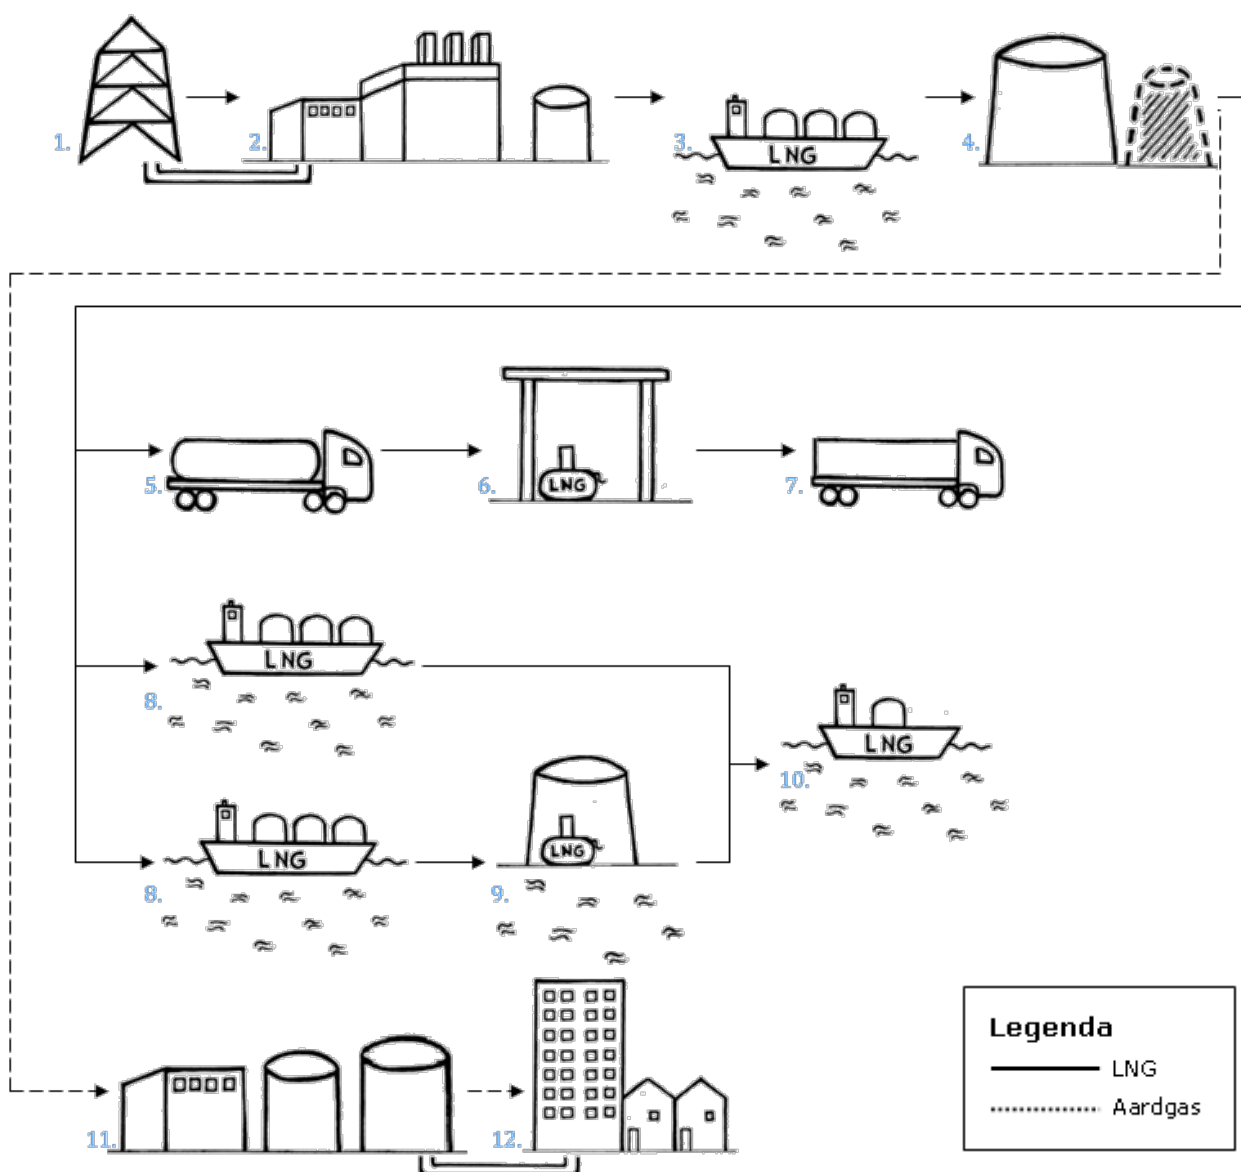 1.
2.
3.
LNG
4.
5.
6.
LNG
7.
LNG
8.
LNG
10.
LNG
8.
LNG
9.
Legenda
LNG
Aardgas
11.
12.